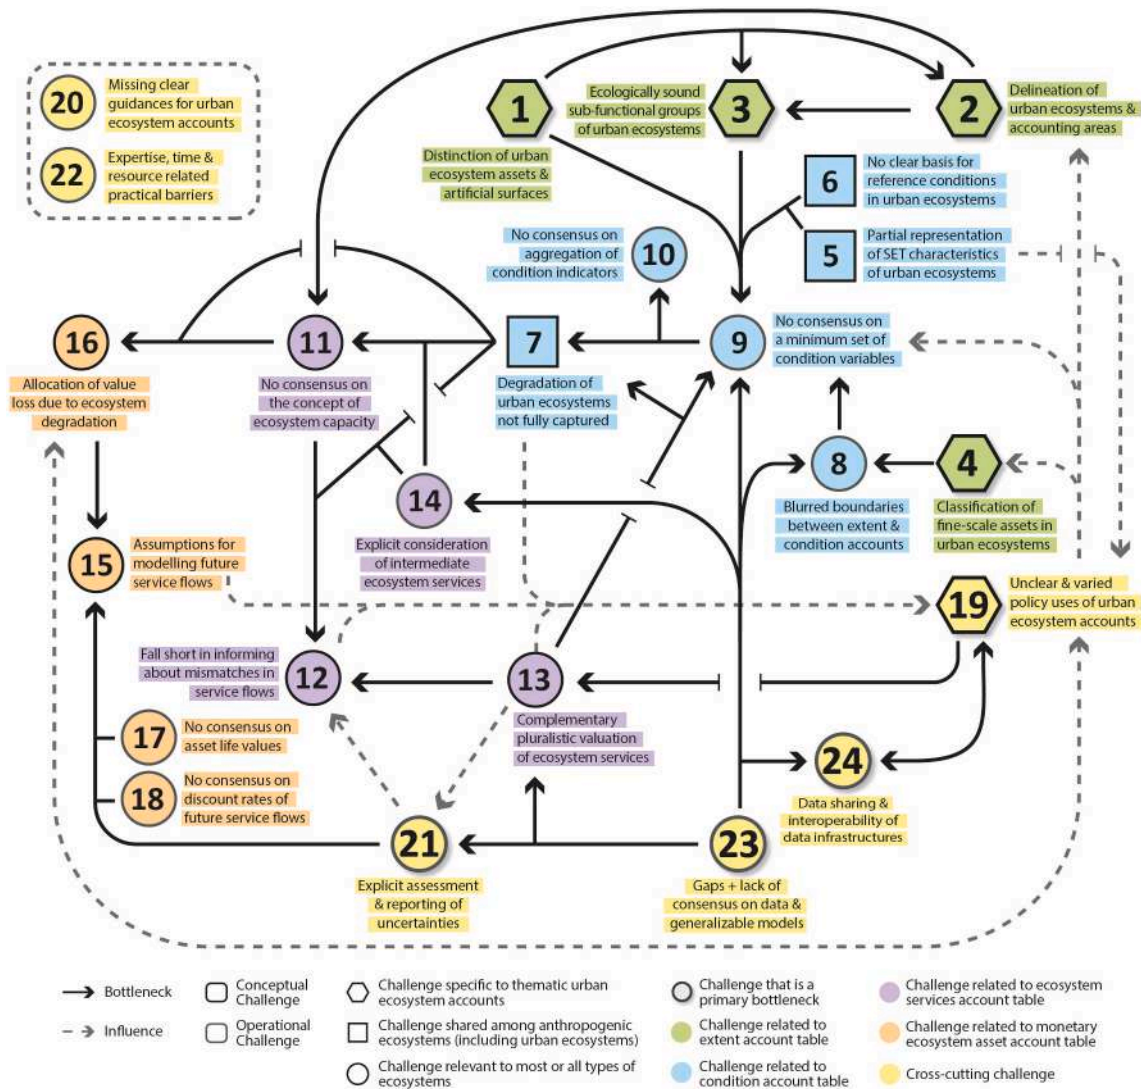 20
Missing clear
guidances for urban
ecosystem accounts
22
Expertise, time &
resource related
practical barriers
1
Distinction of urban
ecosystem assets &
artificial surfaces
Ecologically sound
sub-functional groups
of urban ecosystems
3
2
Delineation of
urban ecosystems &
accounting areas
6
No clear basis for
reference conditions
in urban ecosystems
5
Partial representation
of SET characteristics
of urban ecosystems
No consensus on
aggregation of
condition indicators
10
16
Allocation of value
loss due to ecosystem
degradation
11
No consensus on
the concept of
ecosystem capacity
7
Degradation of
urban ecosystems
not fully captured
9
No consensus on
a minimum set of
condition variables
8
Blurred boundaries
between extent &
condition accounts
4
Classification of
fine-scale assets in
urban ecosystems
14
Explicit consideration
of intermediate
ecosystem services
15
Assumptions for
modelling future
service flows
19
Unclear & varied
policy uses of urban
ecosystem accounts
Fall short in informing
about mismatches in
service flows
12
13
Complementary
pluralistic valuation
of ecosystem services
17
No consensus on
asset life values
18
No consensus on
discount rates of
future service flows
24
Data sharing &
interoperability of
data infrastructures
21
Explicit assessment
& reporting of
uncertainties
23
Gaps + lack of
consensus on data &
generalizable models
Bottleneck
Influence
Conceptual
Challenge
Operational
Challenge
Challenge specific to thematic urban
ecosystem accounts
Challenge shared among anthropogenic
ecosystems (including urban ecosystems)
Challenge relevant to most or all types of
ecosystems
Challenge that is a
primary bottleneck
Challenge related to
extent account table
Challenge related to
condition account table
Challenge related to ecosystem
services account table
Challenge related to monetary
ecosystem asset account table
Cross-cutting challenge